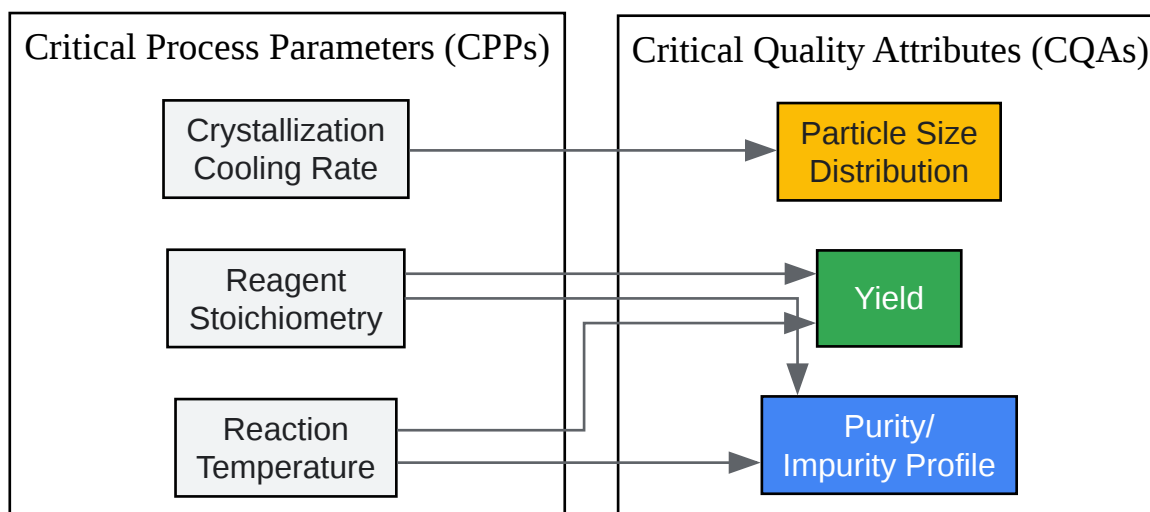 Critical Process Parameters (CPPs)
Crystallization
Cooling Rate
Reagent
Stoichiometry
Reaction
Temperature
Critical Quality Attributes (CQAs)
Particle Size
Distribution
Yield
Purity/
Impurity Profile